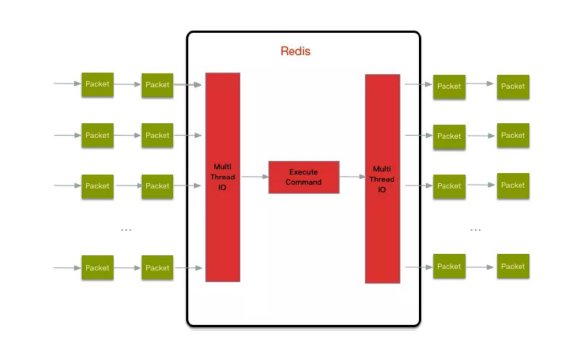 Redis
Packet
Packet
Packet
Packet
Packet
Packet
Packet
Packet
Packet
Packet
Packet
Packet
Multi
Thread
IO
Execute
Command
Multi
Thread
IO
...
...
Packet
Packet
Packet
Packet